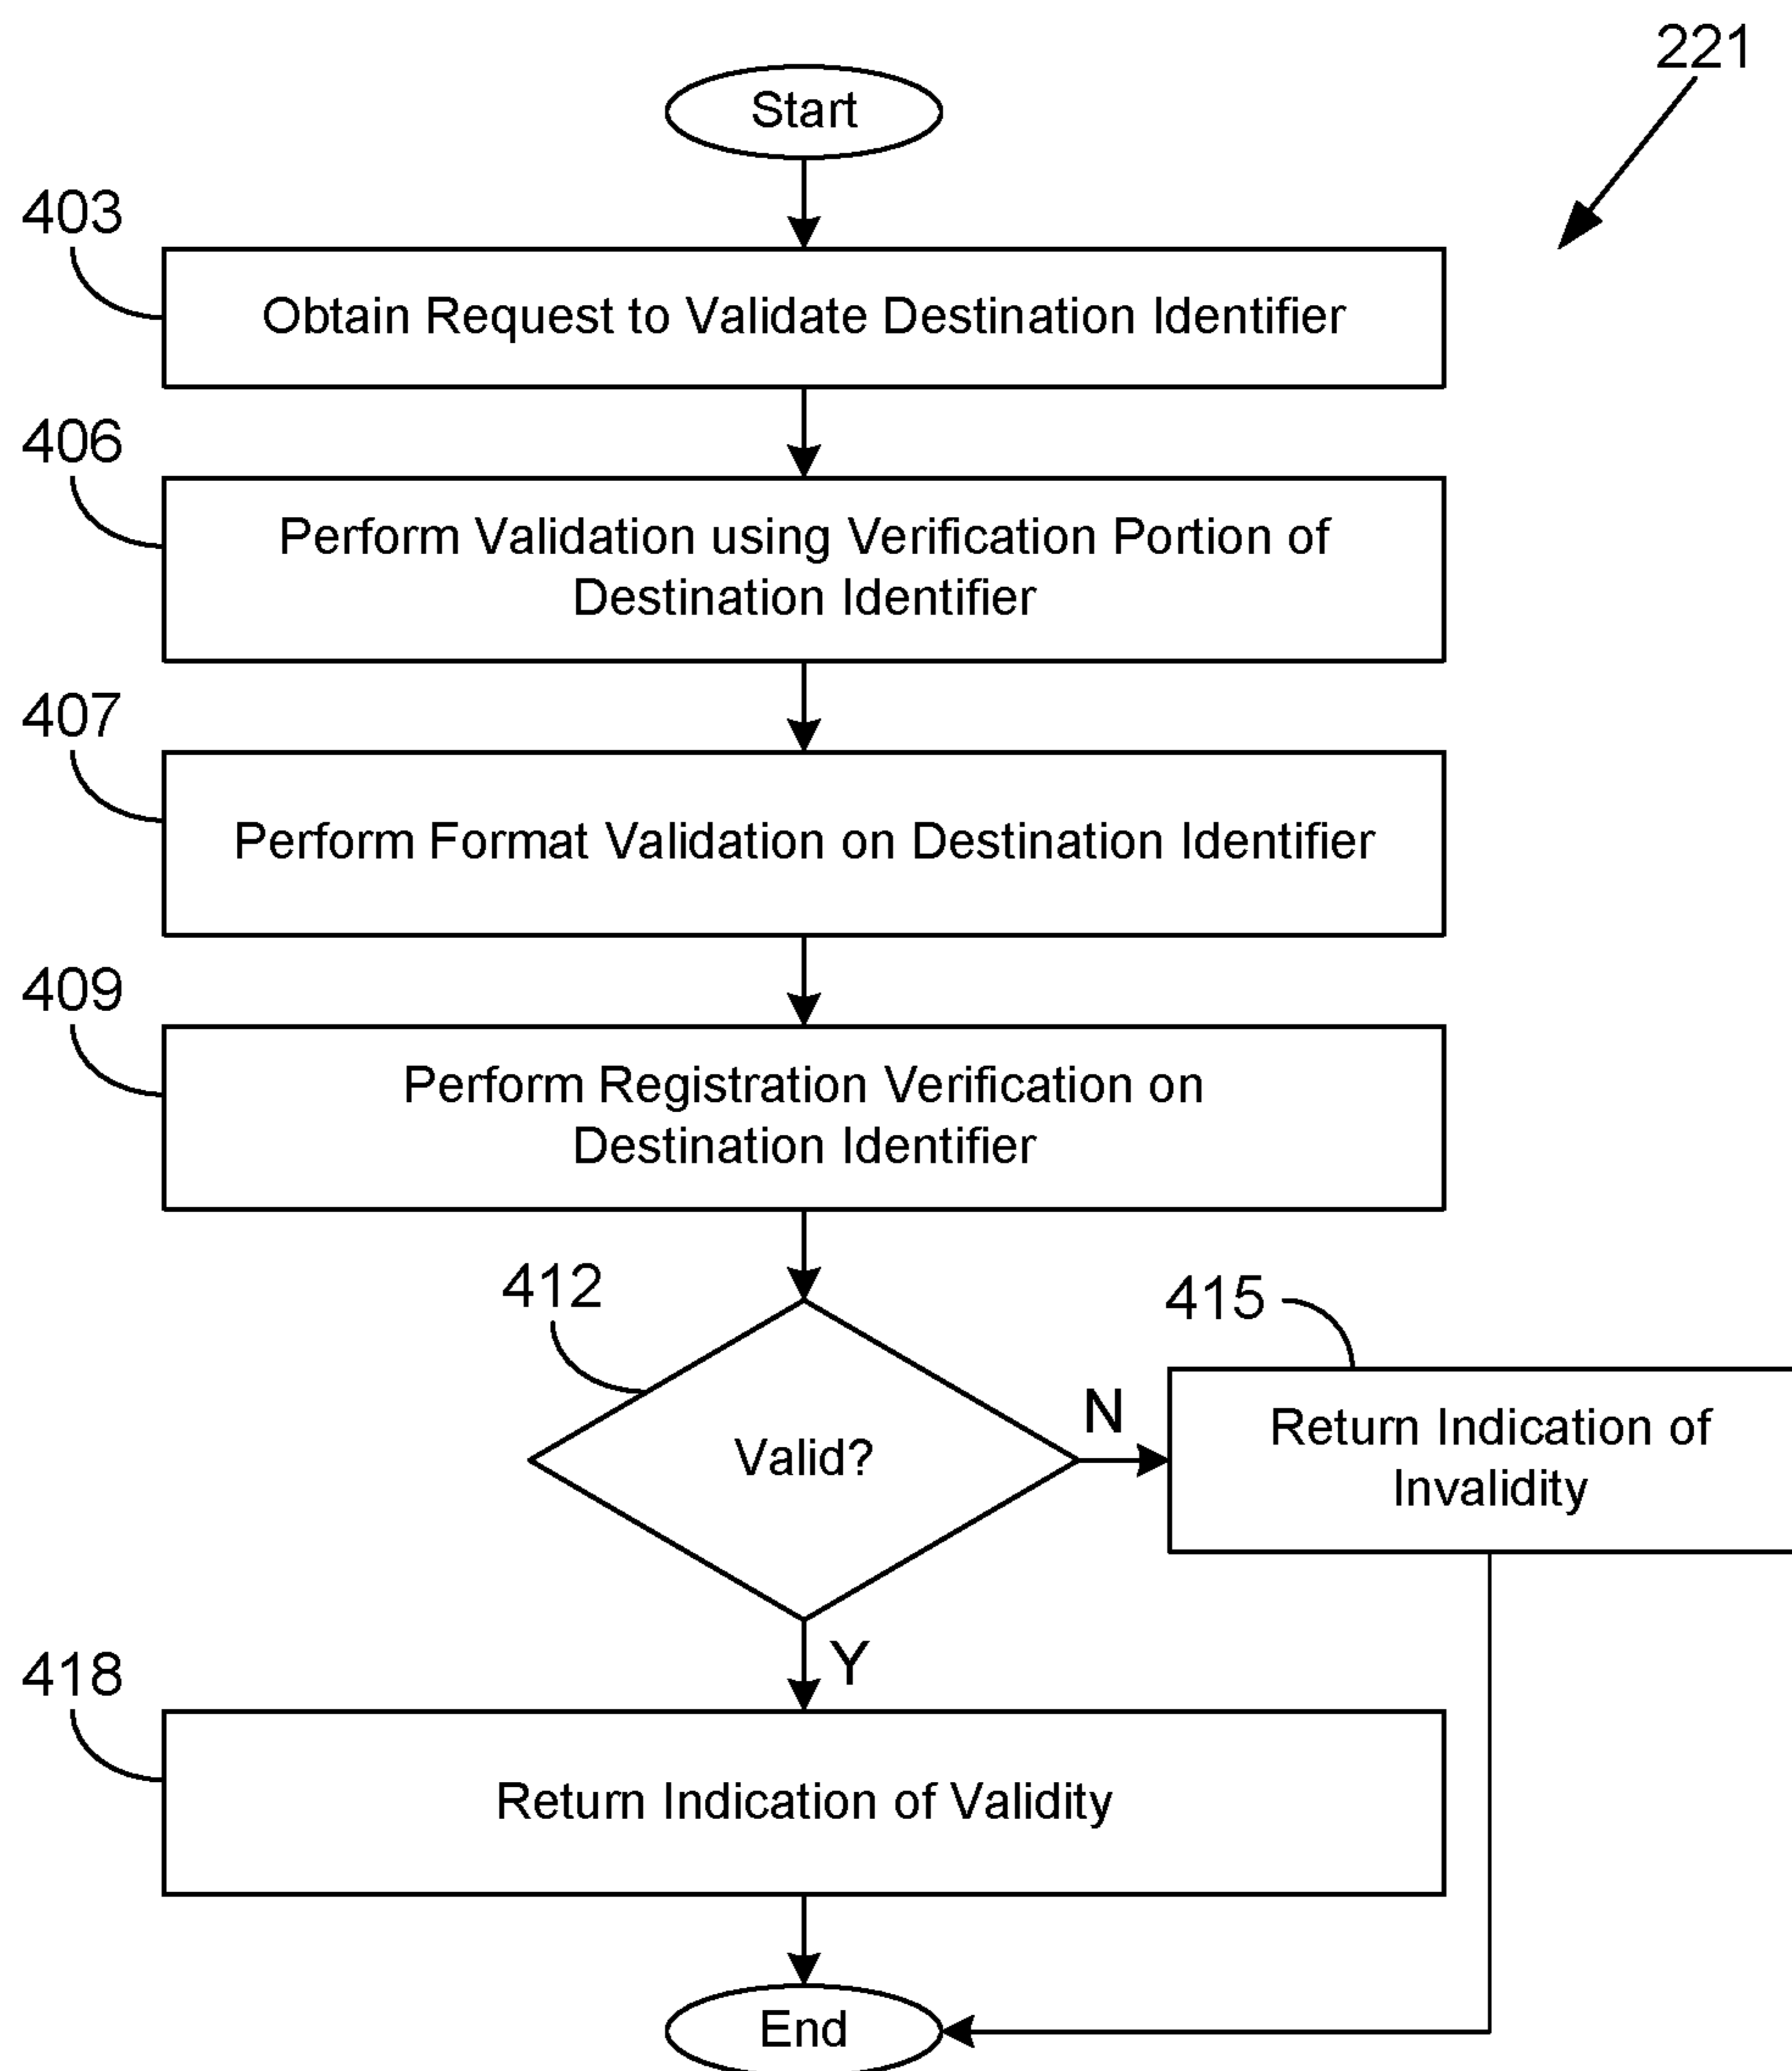 221
Start
403
Obtain Request to Validate Destination Identifier
406
Perform Validation using Verification Portion of
Destination Identifier
407
Perform Format Validation on Destination Identifier
409
Perform Registration Verification on
Destination Identifier
412
Valid?
N
415
Return Indication of
Invalidity
Y
418
Return Indication of Validity
End